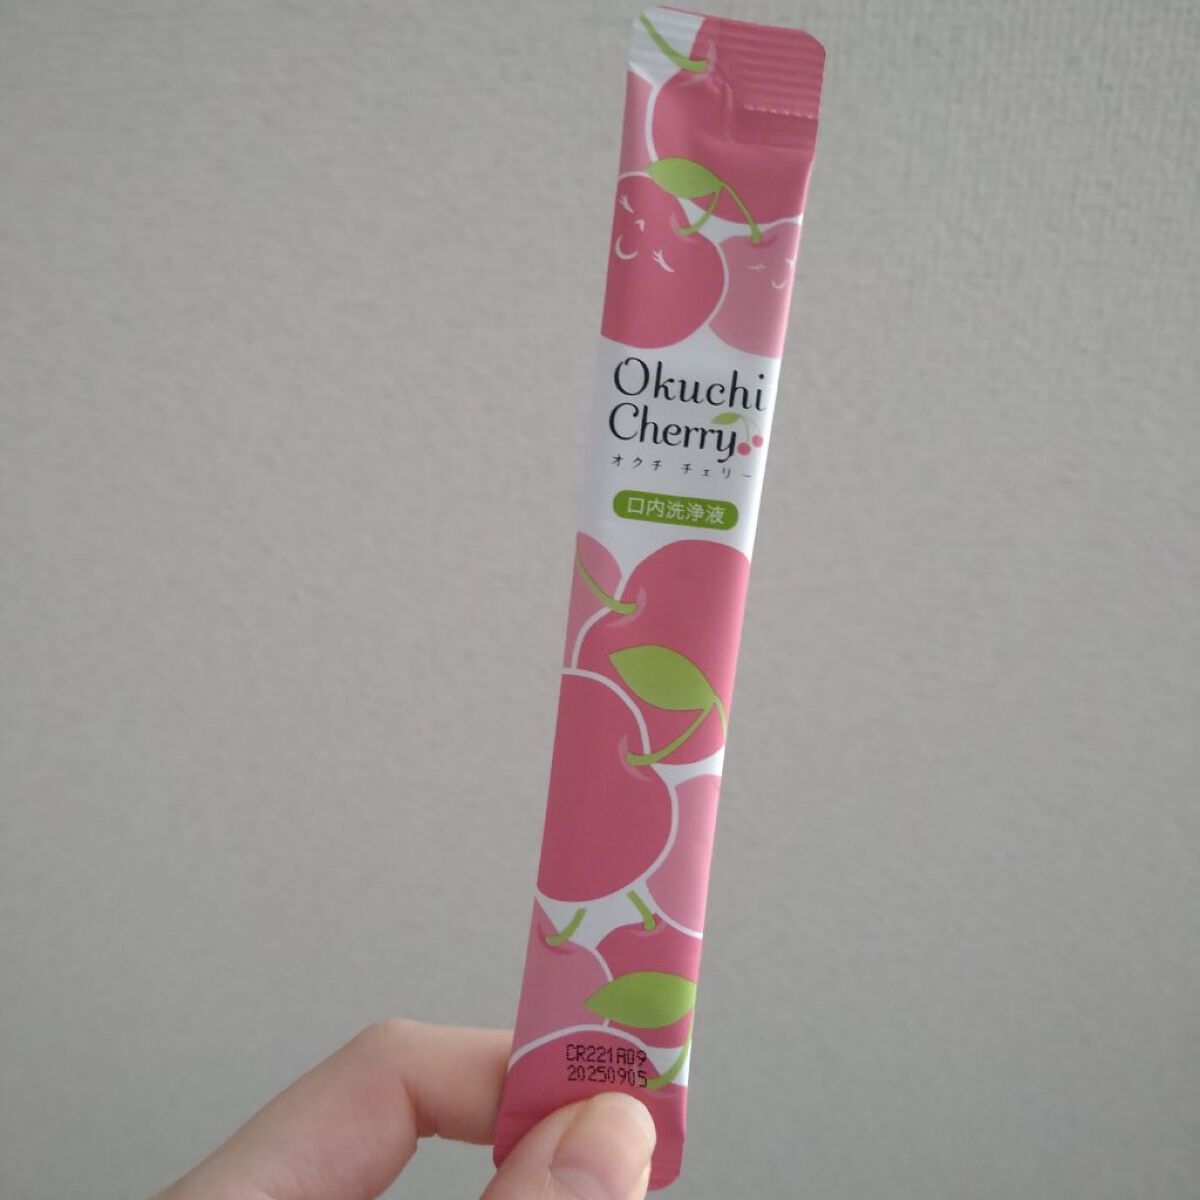 Okuchi
Cherry
オクチ チェリー
口内洗浄液
CR221A09
20250905